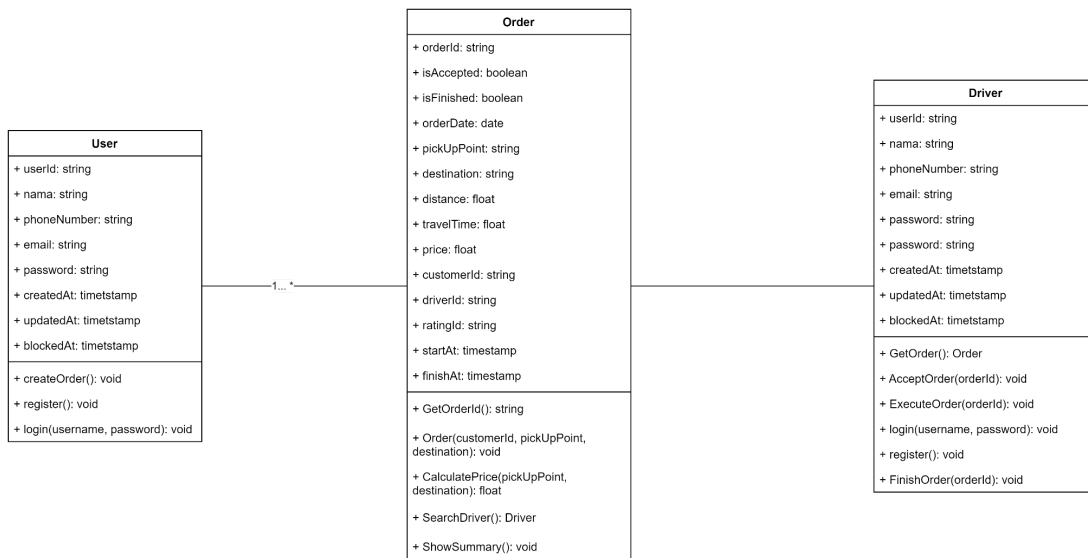 User
+ userId: string
+ nama: string
+ phoneNumber: string
+ email: string
+ password: string
+ createdAt: timetstamp
+ updatedAt: timetstamp
+ blockedAt: timetstamp
+ createOrder(): void
+ register(): void
+ login(username, password): void
1... *
Order
+ orderId: string
+ isAccepted: boolean
+ isFinished: boolean
+ orderDate: date
+ pickUpPoint: string
+ destination: string
+ distance: float
+ travelTime: float
+ price: float
+ customerId: string
+ driverId: string
+ ratingId: string
+ startAt: timestamp
+ finishAt: timestamp
+ GetOrderId(): string
+ Order(customerId, pickUpPoint,
destination): void
+ CalculatePrice(pickUpPoint,
destination): float
+ SearchDriver(): Driver
+ ShowSummary(): void
Driver
+ userId: string
+ nama: string
+ phoneNumber: string
+ email: string
+ password: string
+ password: string
+ createdAt: timestamp
+ updatedAt: timestamp
+ blockedAt: timestamp
+ GetOrder(): Order
+ AcceptOrder(orderId): void
+ ExecuteOrder(orderId): void
+ login(username, password): void
+ register(): void
+ FinishOrder(orderId): void